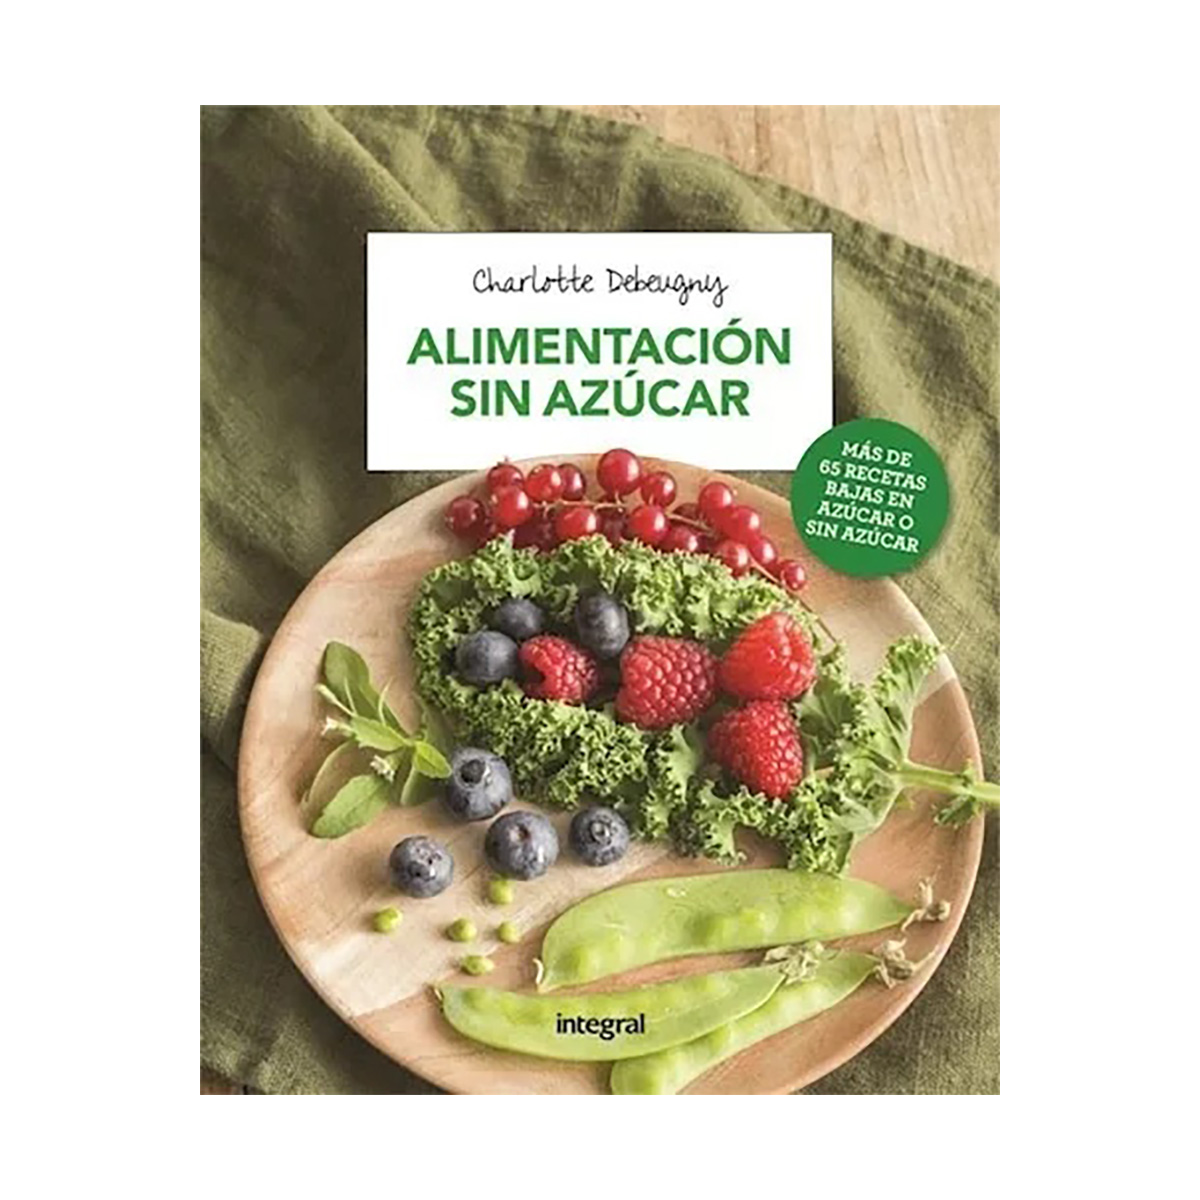 Charlotte Debeugny
ALIMENTACIÓN
SIN AZÚCAR
MÁS DE
65 RECETAS
BAJAS EN
AZÚCAR O
SIN AZÚCAR
integral